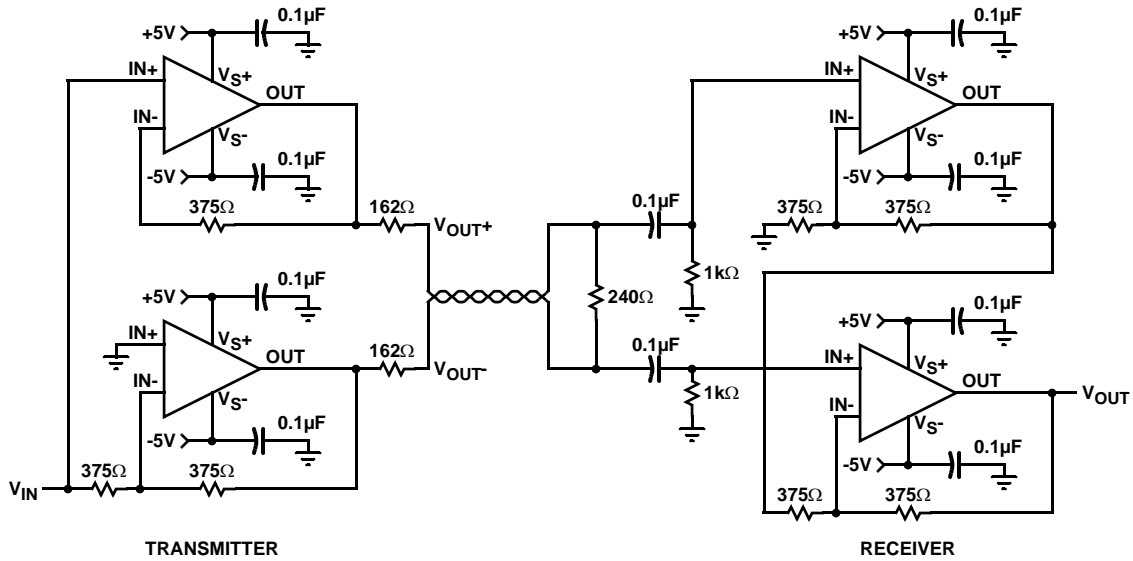 0.1µF
+5V
IN+
VS+
OUT
IN-
VS-
-5V
0.1µF
375Ω
162Ω
VOUT+
0.1µF
+5V
IN+
VS+
OUT
IN-
162Ω
VOUT-
VS-
-5V
0.1µF
375Ω
375Ω
VIN
TRANSMITTER
0.1µF
1kΩ
240Ω
0.1µF
1kΩ
0.1µF
+5V
IN+
VS+
OUT
IN-
VS-
-5V
0.1µF
375Ω
375Ω
0.1µF
+5V
IN+
VS+
OUT
VOUT
IN-
VS-
-5V
0.1µF
375Ω
375Ω
RECEIVER